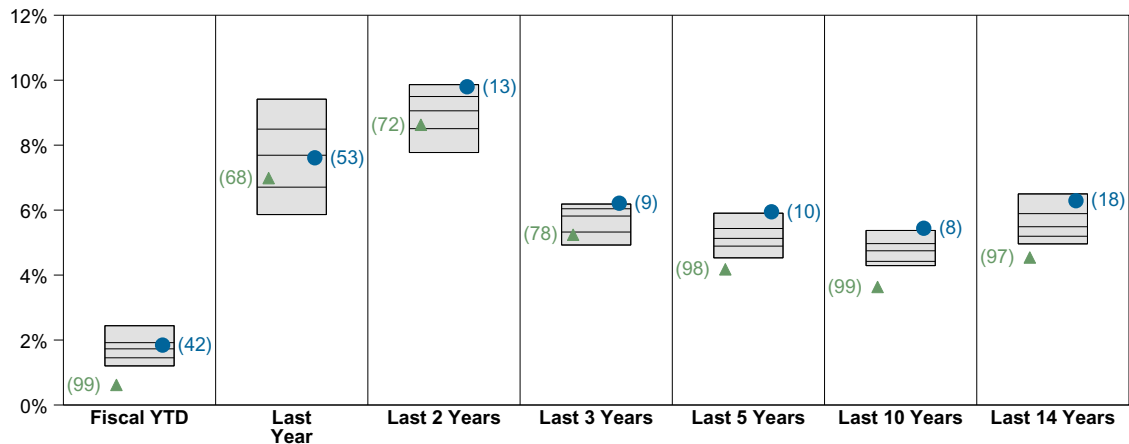 12%
10%
8%
6%
4%
2%
0%
(99)
(42)
(68)
(53)
(72)
(13)
(78)
(9)
(98)
(10)
(99)
(8)
(97)
(18)
Fiscal YTD
Last
Year
Last 2 Years
Last 3 Years
Last 5 Years
Last 10 Years
Last 14 Years